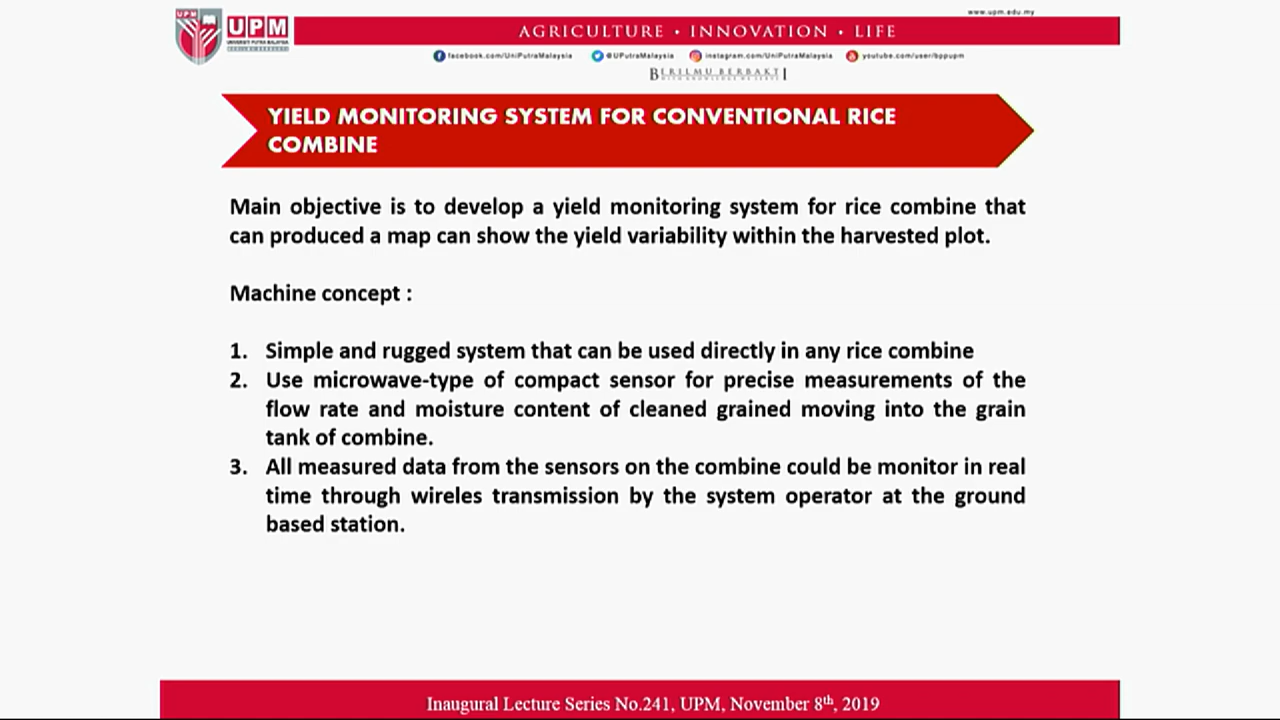 www.upm.edu.my
UPM
UNIVERSITI PUTRA MALAYSIA
AGRICULTURE • INNOVATION • LIFE
facebook.com/UniPutraMalaysia @UPutraMalaysia instagram.com/UniPutraMalaysia youtube.com/user/bppupm
BERILMU BERBAKTI
YIELD MONITORING SYSTEM FOR CONVENTIONAL RICE
COMBINE
Main objective is to develop a yield monitoring system for rice combine that
can produced a map can show the yield variability within the harvested plot.
Machine concept :
1. Simple and rugged system that can be used directly in any rice combine
2. Use microwave-type of compact sensor for precise measurements of the
flow rate and moisture content of cleaned grained moving into the grain
tank of combine.
3. All measured data from the sensors on the combine could be monitor in real
time through wireles transmission by the system operator at the ground
based station.
Inaugural Lecture Series No.241, UPM, November 8th, 2019